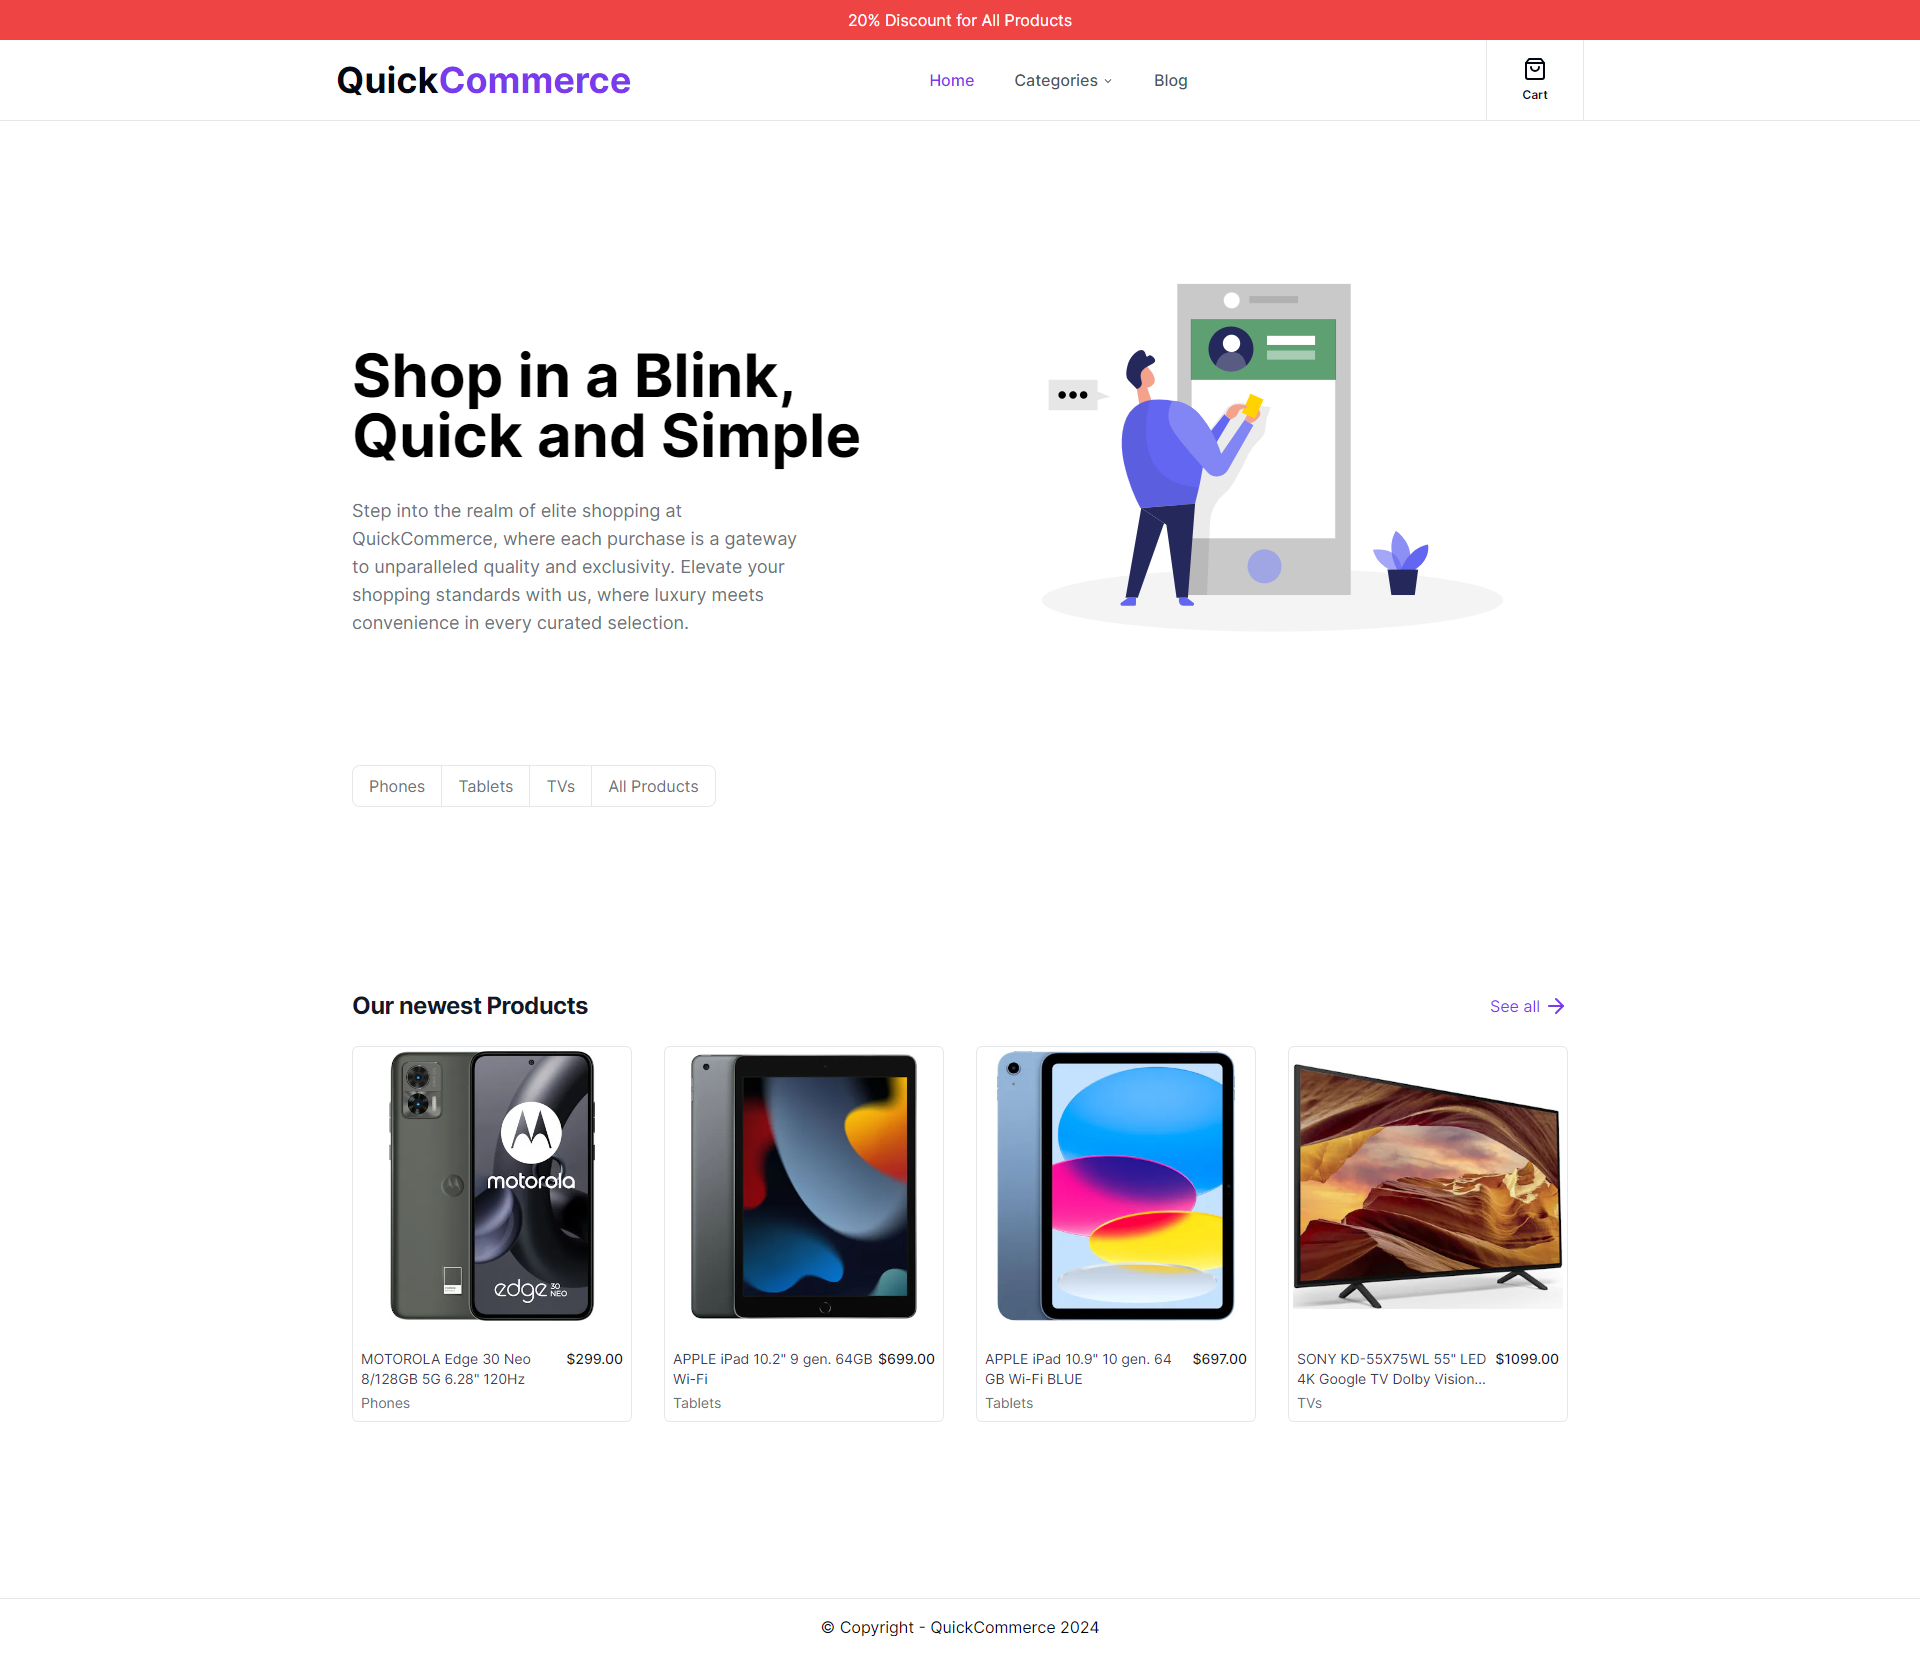 20% Discount for All Products
QuickCommerce
Home
Categories
Blog
Cart
Shop in a Blink,
Quick and Simple
Step into the realm of elite shopping at
QuickCommerce, where each purchase is a gateway
to unparalleled quality and exclusivity. Elevate your
shopping standards with us, where luxury meets
convenience in every curated selection.
Phones
Tablets
TVs
All Products
Our newest Products
See all
motorola
edge 30 NEO
MOTOROLA Edge 30 Neo
8/128GB 5G 6.28" 120Hz
$299.00
Phones
APPLE iPad 10.2" 9 gen. 64GB
Wi-Fi
$699.00
Tablets
APPLE iPad 10.9" 10 gen. 64
GB Wi-Fi BLUE
$697.00
Tablets
SONY KD-55X75WL 55" LED
4K Google TV Dolby Vision...
$1099.00
TVs
© Copyright - QuickCommerce 2024